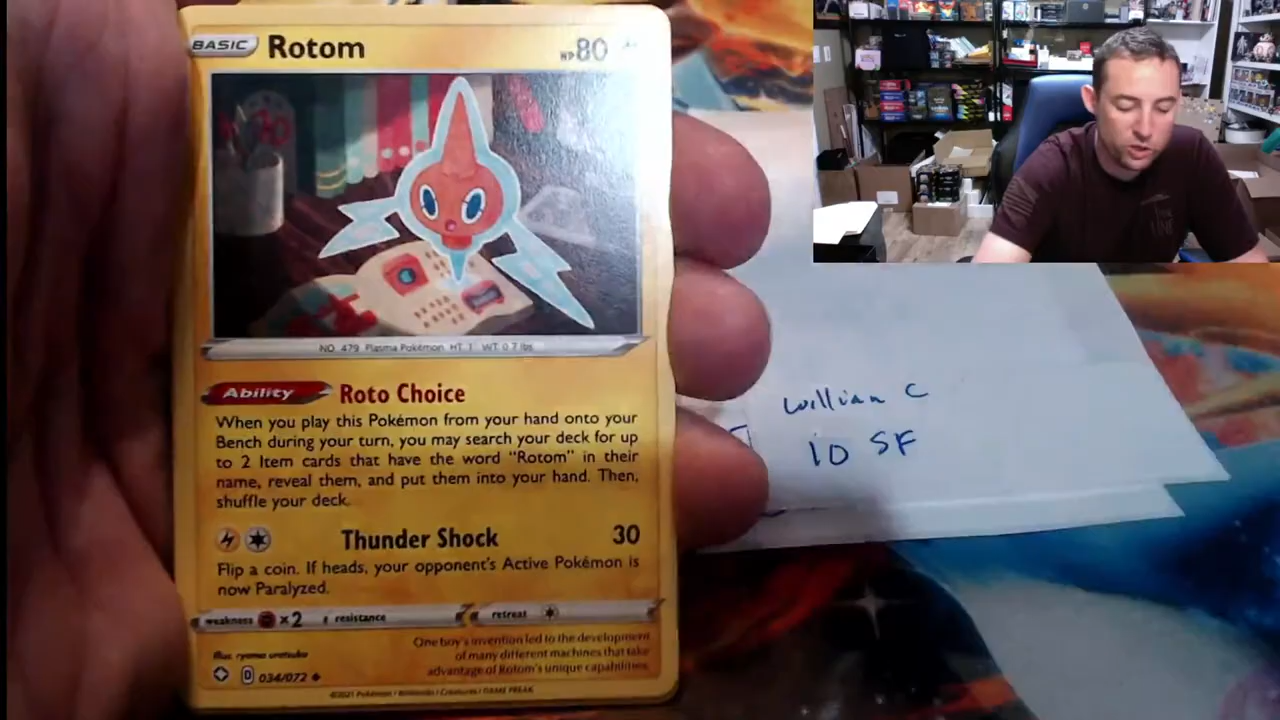 BASIC Rotom HP80
NO. 479 Plasma Pokémon HT. 1' WT. 0.7 lbs
Ability Roto Choice
When you play this Pokémon from your hand onto your
Bench during your turn, you may search your deck for up
to 2 Item cards that have the word "Rotom" in their
name, reveal them, and put them into your hand. Then,
shuffle your deck.
Thunder Shock 30
Flip a coin. If heads, your opponent's Active Pokémon is
now Paralyzed.
weakness ×2 resistance retreat
One boy's invention led to the development
of many different machines that take
advantage of Rotom's unique capabilities.
Illus. ryoma uratsuka
D 034/072
©2021 Pokémon / Nintendo / Creatures / GAME FREAK
William C
10 SF